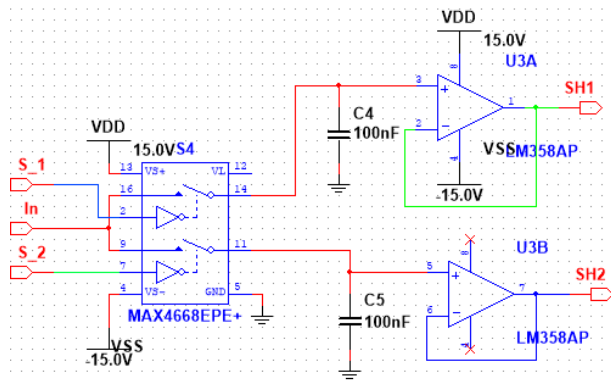 VDD
15.0V
U3A
8
3
+
1
SH1
C4
100nF
2
−
VSS
LM358AP
4
-15.0V
VDD
15.0V
S4
S_1
13
VS+
VL
12
16
14
In
2
9
11
S_2
7
4
VS-
GND
5
MAX4668EPE+
VSS
-15.0V
U3B
8
5
+
7
SH2
C5
100nF
6
−
4
LM358AP